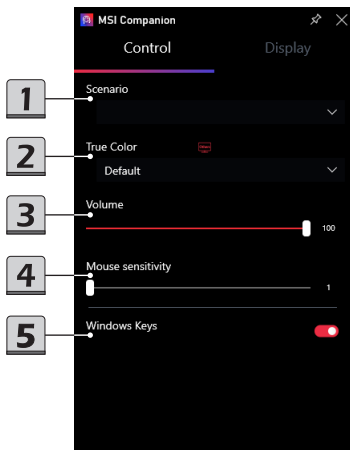 MSI Companion
Control Display
1 Scenario
2 True Color
Default
3 Volume
100
4 Mouse sensitivity
1
5 Windows Keys